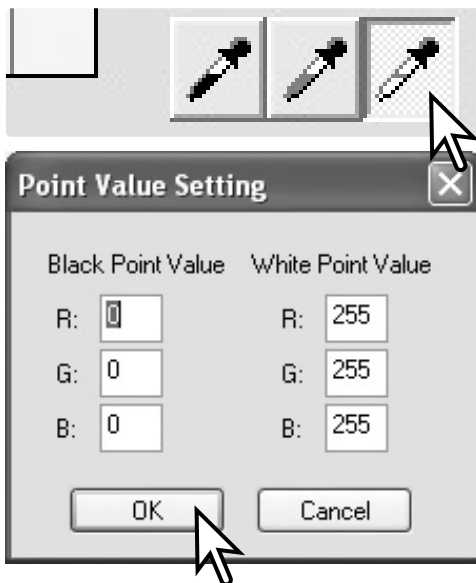 Point Value Setting
Black Point Value White Point Value
R: 0 R: 255
G: 0 G: 255
B: 0 B: 255
OK Cancel